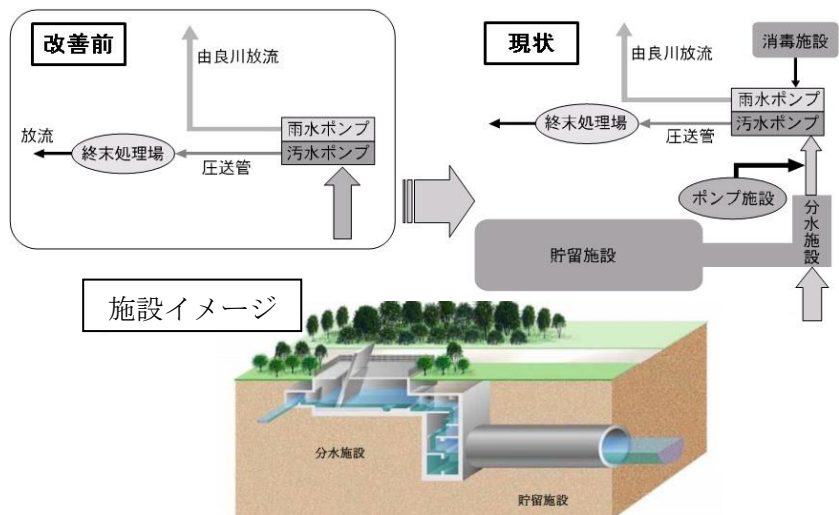 改善前
由良川放流
雨水ポンプ
汚水ポンプ
放流
終末処理場
圧送管
現状
消毒施設
由良川放流
雨水ポンプ
汚水ポンプ
終末処理場
圧送管
ポンプ施設
分水施設
貯留施設
施設イメージ
分水施設
貯留施設